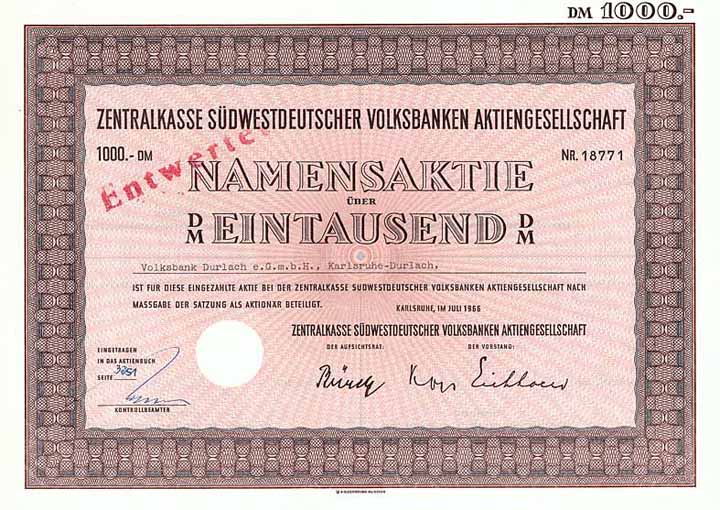 DM 1000.-
ZENTRALKASSE SÜDWESTDEUTSCHER VOLKSBANKEN AKTIENGESELLSCHAFT
1000.- DM
Entwertet
NR. 18771
NAMENSAKTIE
ÜBER
DM EINTAUSEND DM
Volksbank Durlach e.G.m.b.H., Karlsruhe-Durlach,
IST FÜR DIESE EINGEZAHLTE AKTIE BEI DER ZENTRALKASSE SÜDWESTDEUTSCHER VOLKSBANKEN AKTIENGESELLSCHAFT NACH
MASSGABE DER SATZUNG ALS AKTIONÄR BETEILIGT.
KARLSRUHE, IM JULI 1966
ZENTRALKASSE SÜDWESTDEUTSCHER VOLKSBANKEN AKTIENGESELLSCHAFT
DER AUFSICHTSRAT:
DER VORSTAND:
EINGETRAGEN
IN DAS AKTIENBUCH
SEITE 3251
KONTROLLBEAMTER